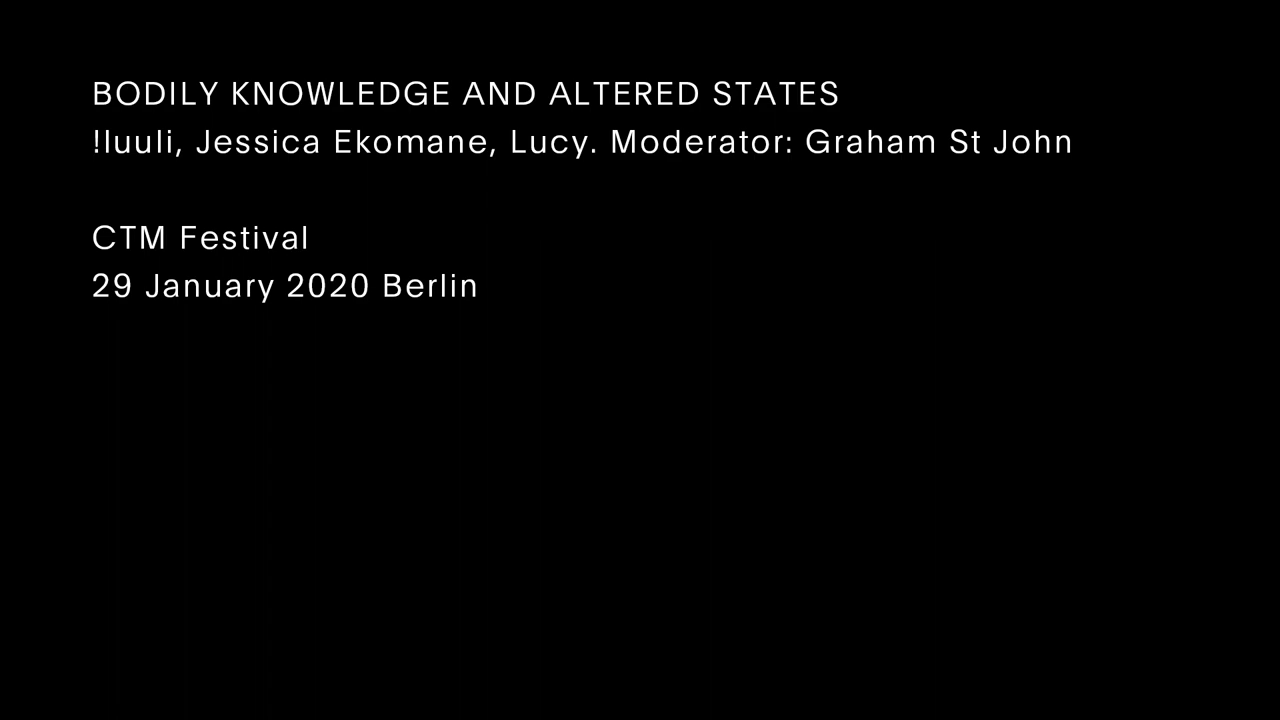 BODILY KNOWLEDGE AND ALTERED STATES
!luuli, Jessica Ekomane, Lucy. Moderator: Graham St John
CTM Festival
29 January 2020 Berlin